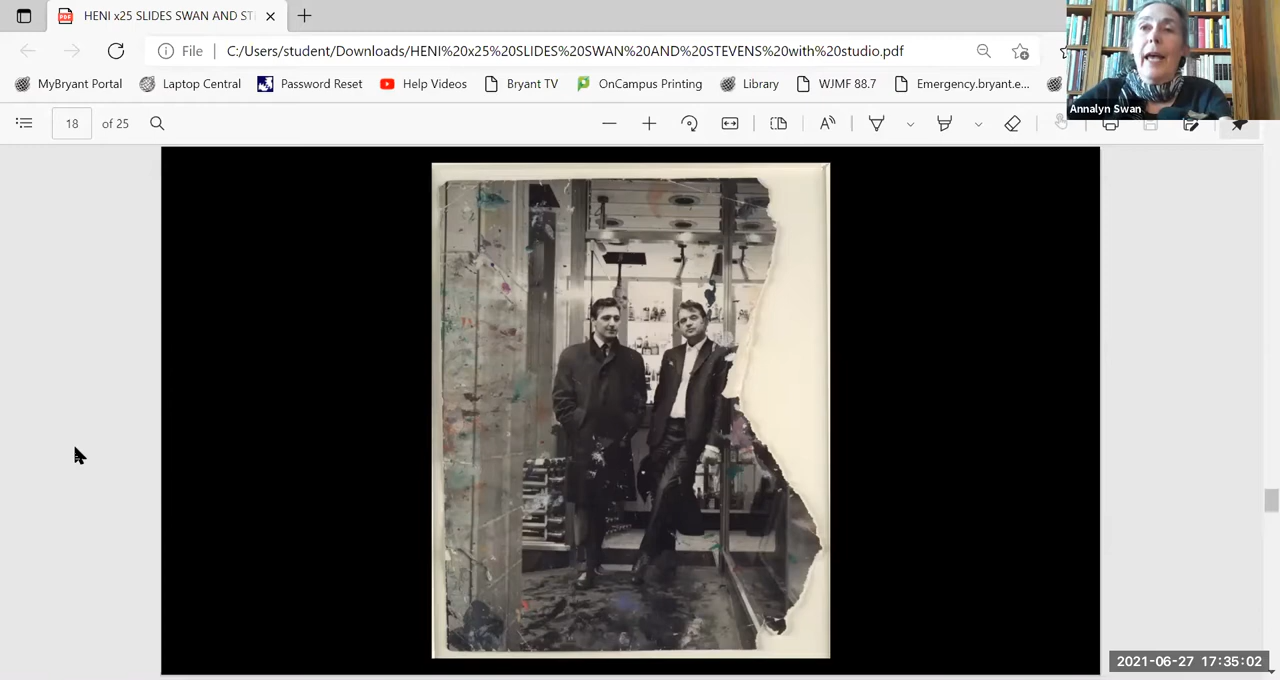 HENI x25 SLIDES SWAN AND ST
File C:/Users/student/Downloads/HENI%20x25%20SLIDES%20SWAN%20AND%20STEVENS%20with%20studio.pdf
MyBryant Portal Laptop Central Password Reset Help Videos Bryant TV OnCampus Printing Library WJMF 88.7 Emergency.bryant.e...
Annalyn Swan
18 of 25
2021-06-27 17:35:02